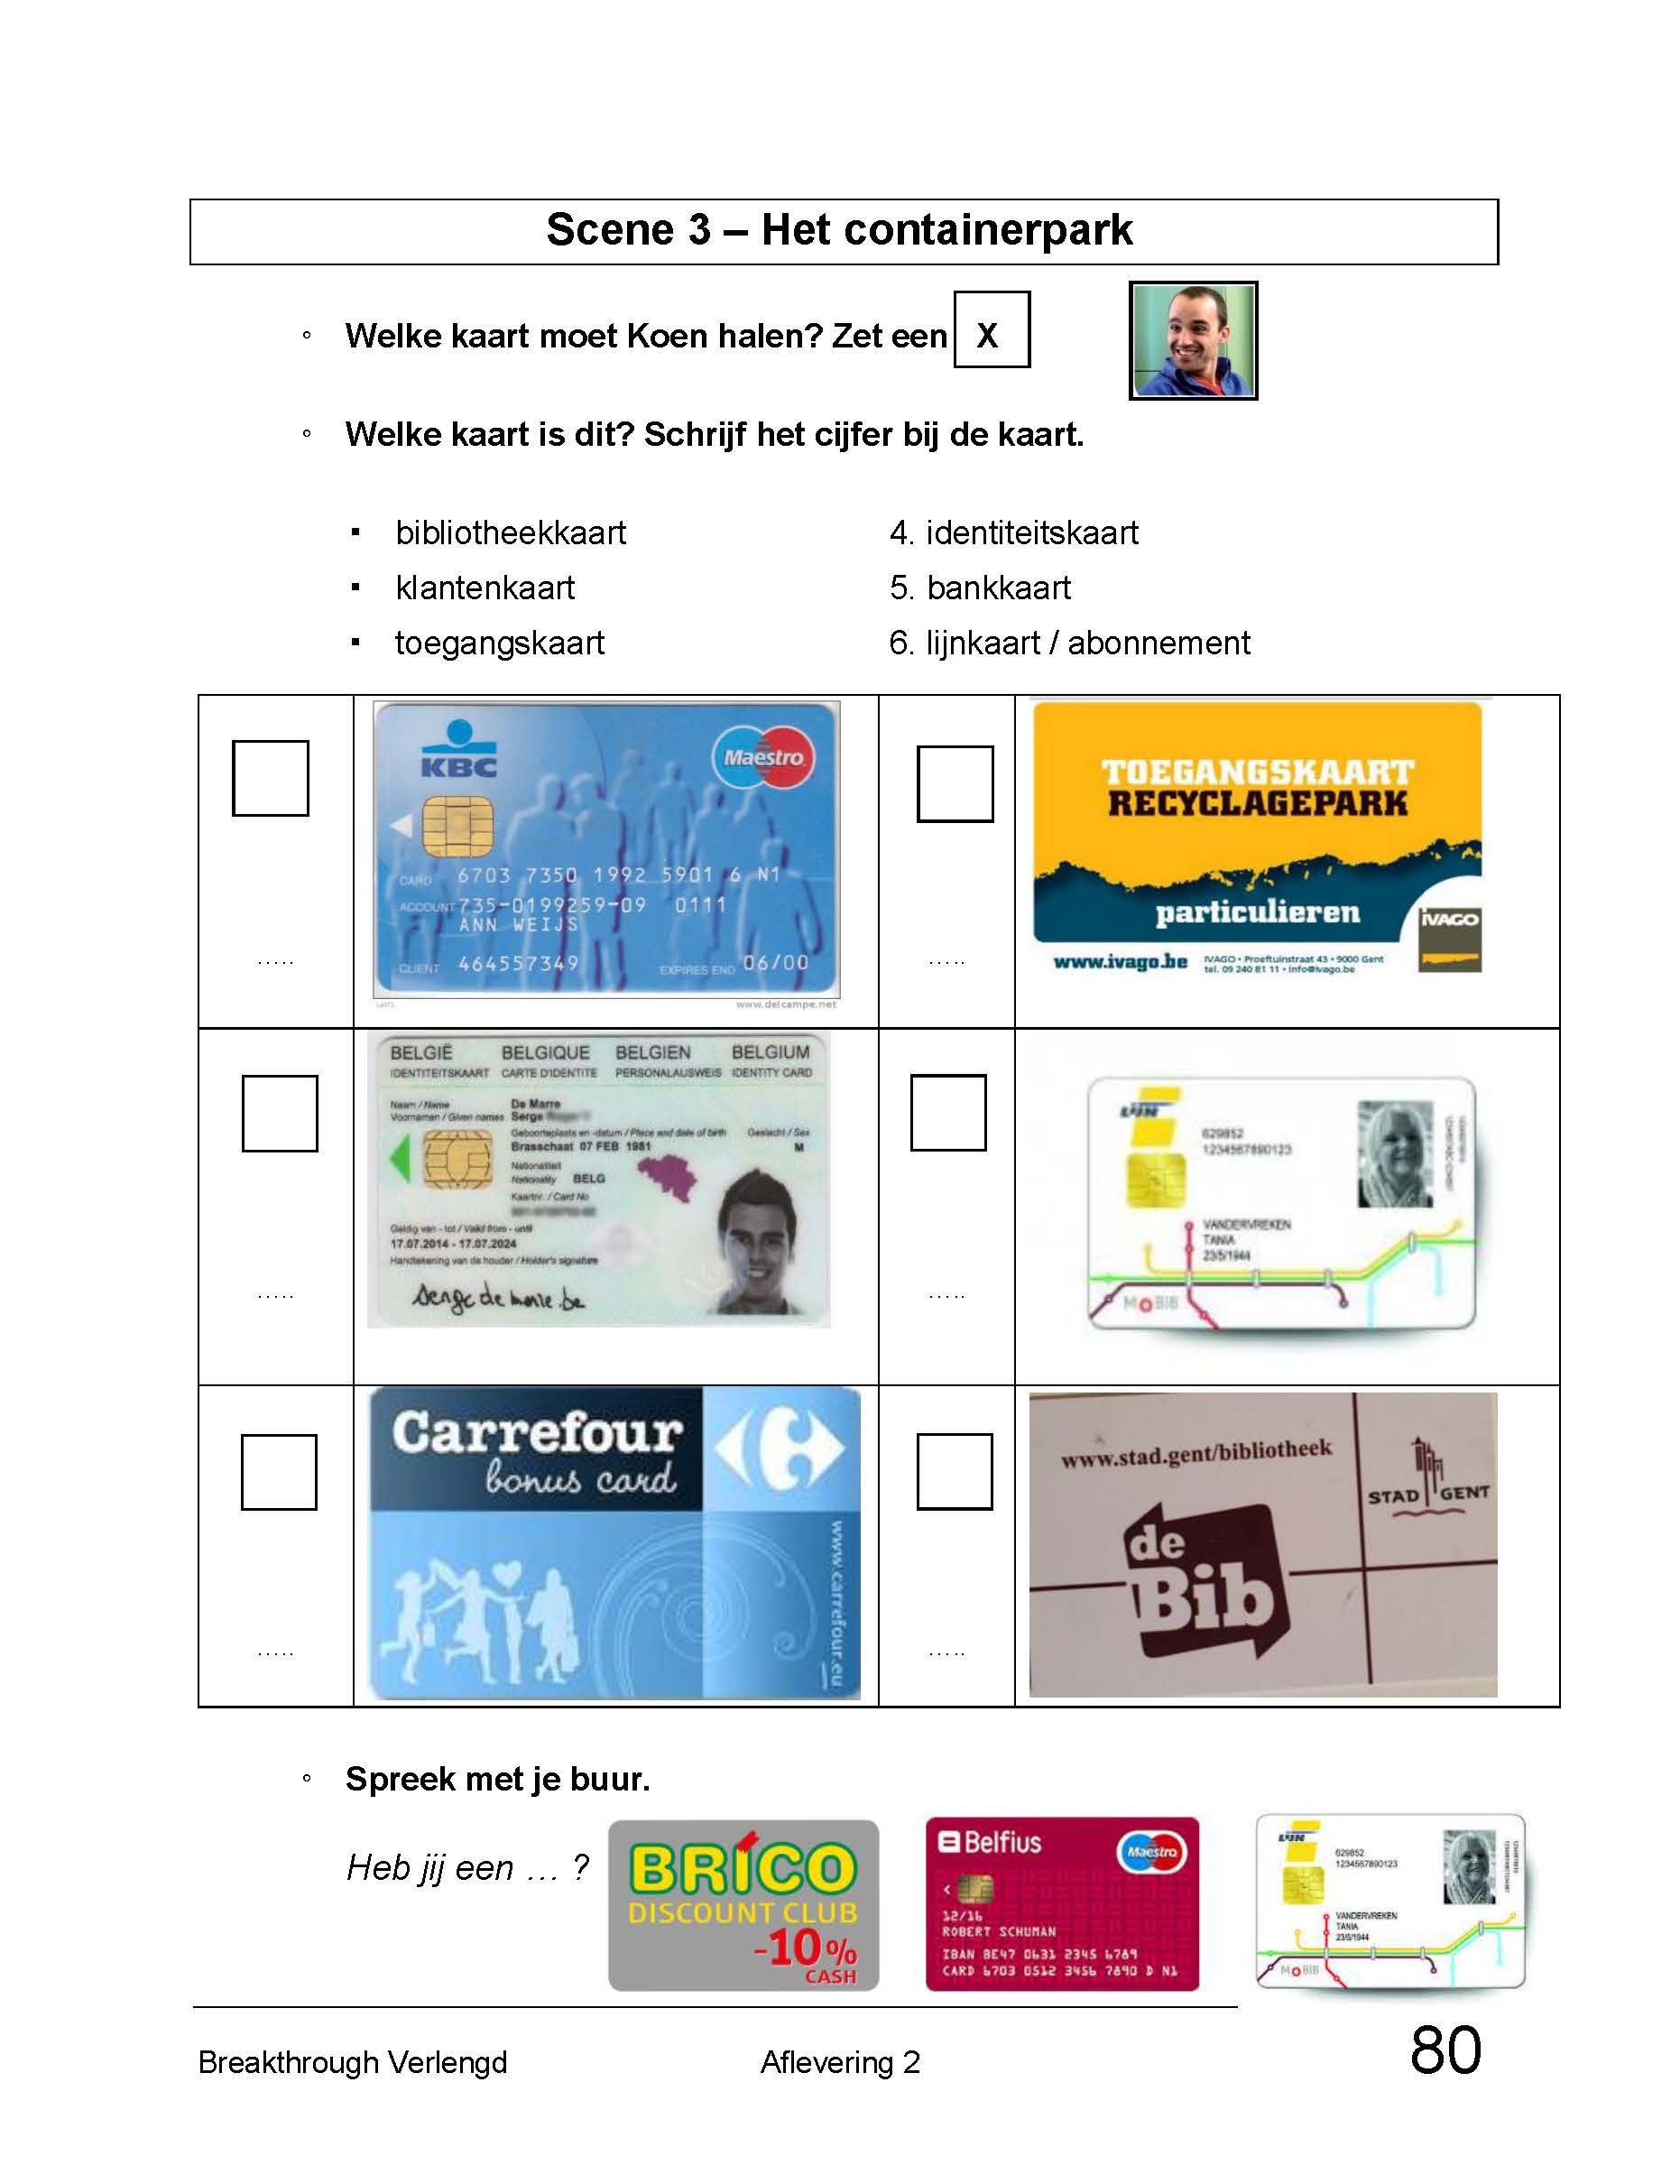 Scene 3 – Het containerpark
◦ Welke kaart moet Koen halen? Zet een X
◦ Welke kaart is dit? Schrijf het cijfer bij de kaart.
▪ bibliotheekkaart
▪ klantenkaart
▪ toegangskaart
4. identiteitskaart
5. bankkaart
6. lijnkaart / abonnement
KBC
Maestro
CARD 6703 7350 1992 5901 6 N1
ACCOUNT 735-0199259-09 0111
ANN WEIJS
CLIENT 464557349 EXPIRES END 06/00
www.delcampe.net
.....
TOEGANGSKAART
RECYCLAGEPARK
particulieren
IVAGO
www.ivago.be
IVAGO • Proeftuinstraat 43 • 9000 Gent
tel. 09 240 81 11 • info@ivago.be
.....
BELGIË BELGIQUE BELGIEN BELGIUM
IDENTITEITSKAART CARTE D'IDENTITE PERSONALAUSWEIS IDENTITY CARD
Naam / Name De Marre
Voornamen / Given names Serge
Geboorteplaats en -datum / Place and date of birth Geslacht / Sex
Brasschaat 07 FEB 1981 M
Nationaliteit
Nationality BELG
Kaartnr. / Card No
Geldig van - tot / Valid from - until
17.07.2014 - 17.07.2024
Handtekening van de houder / Holder's signature
.....
LIJN
629852
1234567890123
VANDERVREKEN
TANIA
23/5/1944
MOBIB
.....
Carrefour
bonus card
www.carrefour.eu
.....
www.stad.gent/bibliotheek
STAD GENT
de
Bib
.....
◦ Spreek met je buur.
Heb jij een … ?
BRICO
DISCOUNT CLUB
-10%
CASH
Belfius
Maestro
12/16
ROBERT SCHUMAN
IBAN BE47 0631 2345 6789
CARD 6703 0512 3456 7890 D N1
LIJN
629852
1234567890123
VANDERVREKEN
TANIA
23/5/1944
MOBIB
Breakthrough Verlengd Aflevering 2 80